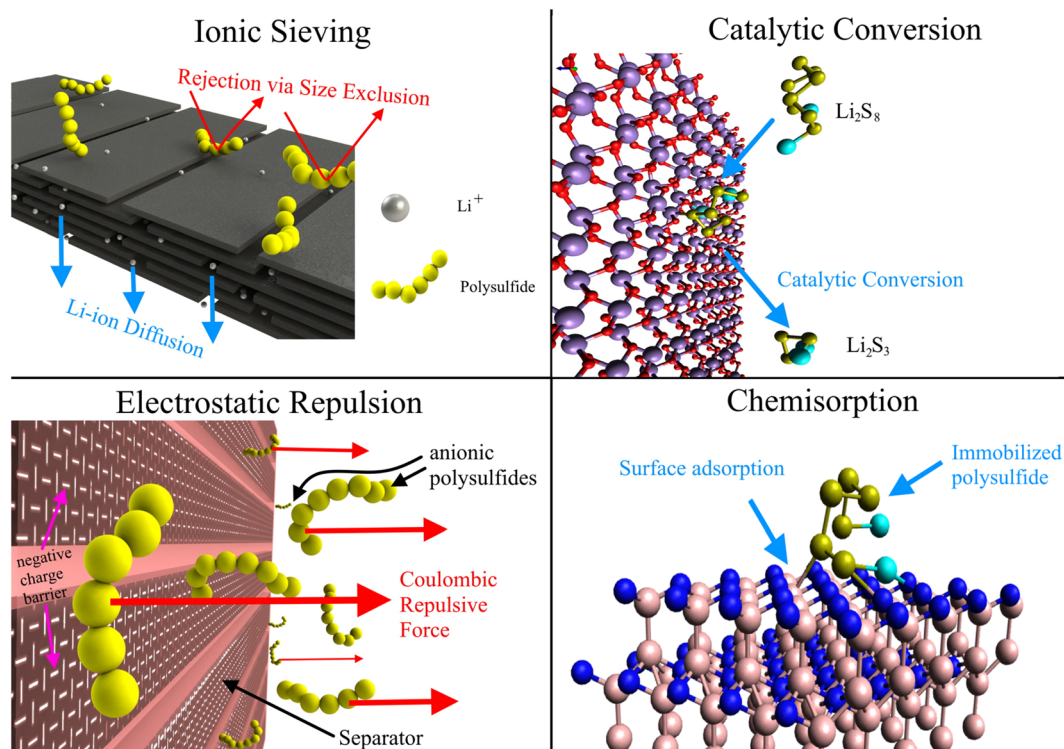 Ionic Sieving
Rejection via Size Exclusion
Li⁺
Polysulfide
Li-ion Diffusion
Catalytic Conversion
Li₂S₈
Catalytic Conversion
Li₂S₃
Electrostatic Repulsion
anionic
polysulfides
negative
charge
barrier
Coulombic
Repulsive
Force
Separator
Chemisorption
Surface adsorption
Immobilized
polysulfide